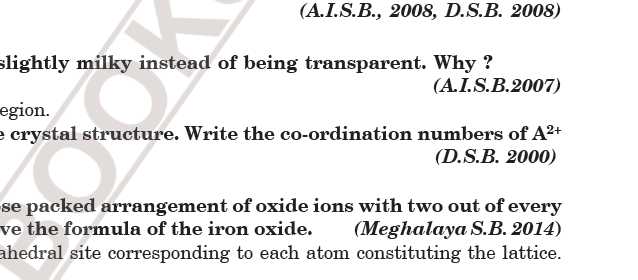 (A.I.S.B., 2008, D.S.B. 2008)
slightly milky instead of being transparent. Why ?
(A.I.S.B.2007)
egion.
e crystal structure. Write the co-ordination numbers of A²⁺
(D.S.B. 2000)
se packed arrangement of oxide ions with two out of every
ve the formula of the iron oxide. (Meghalaya S.B. 2014)
ahedral site corresponding to each atom constituting the lattice.
BOOK